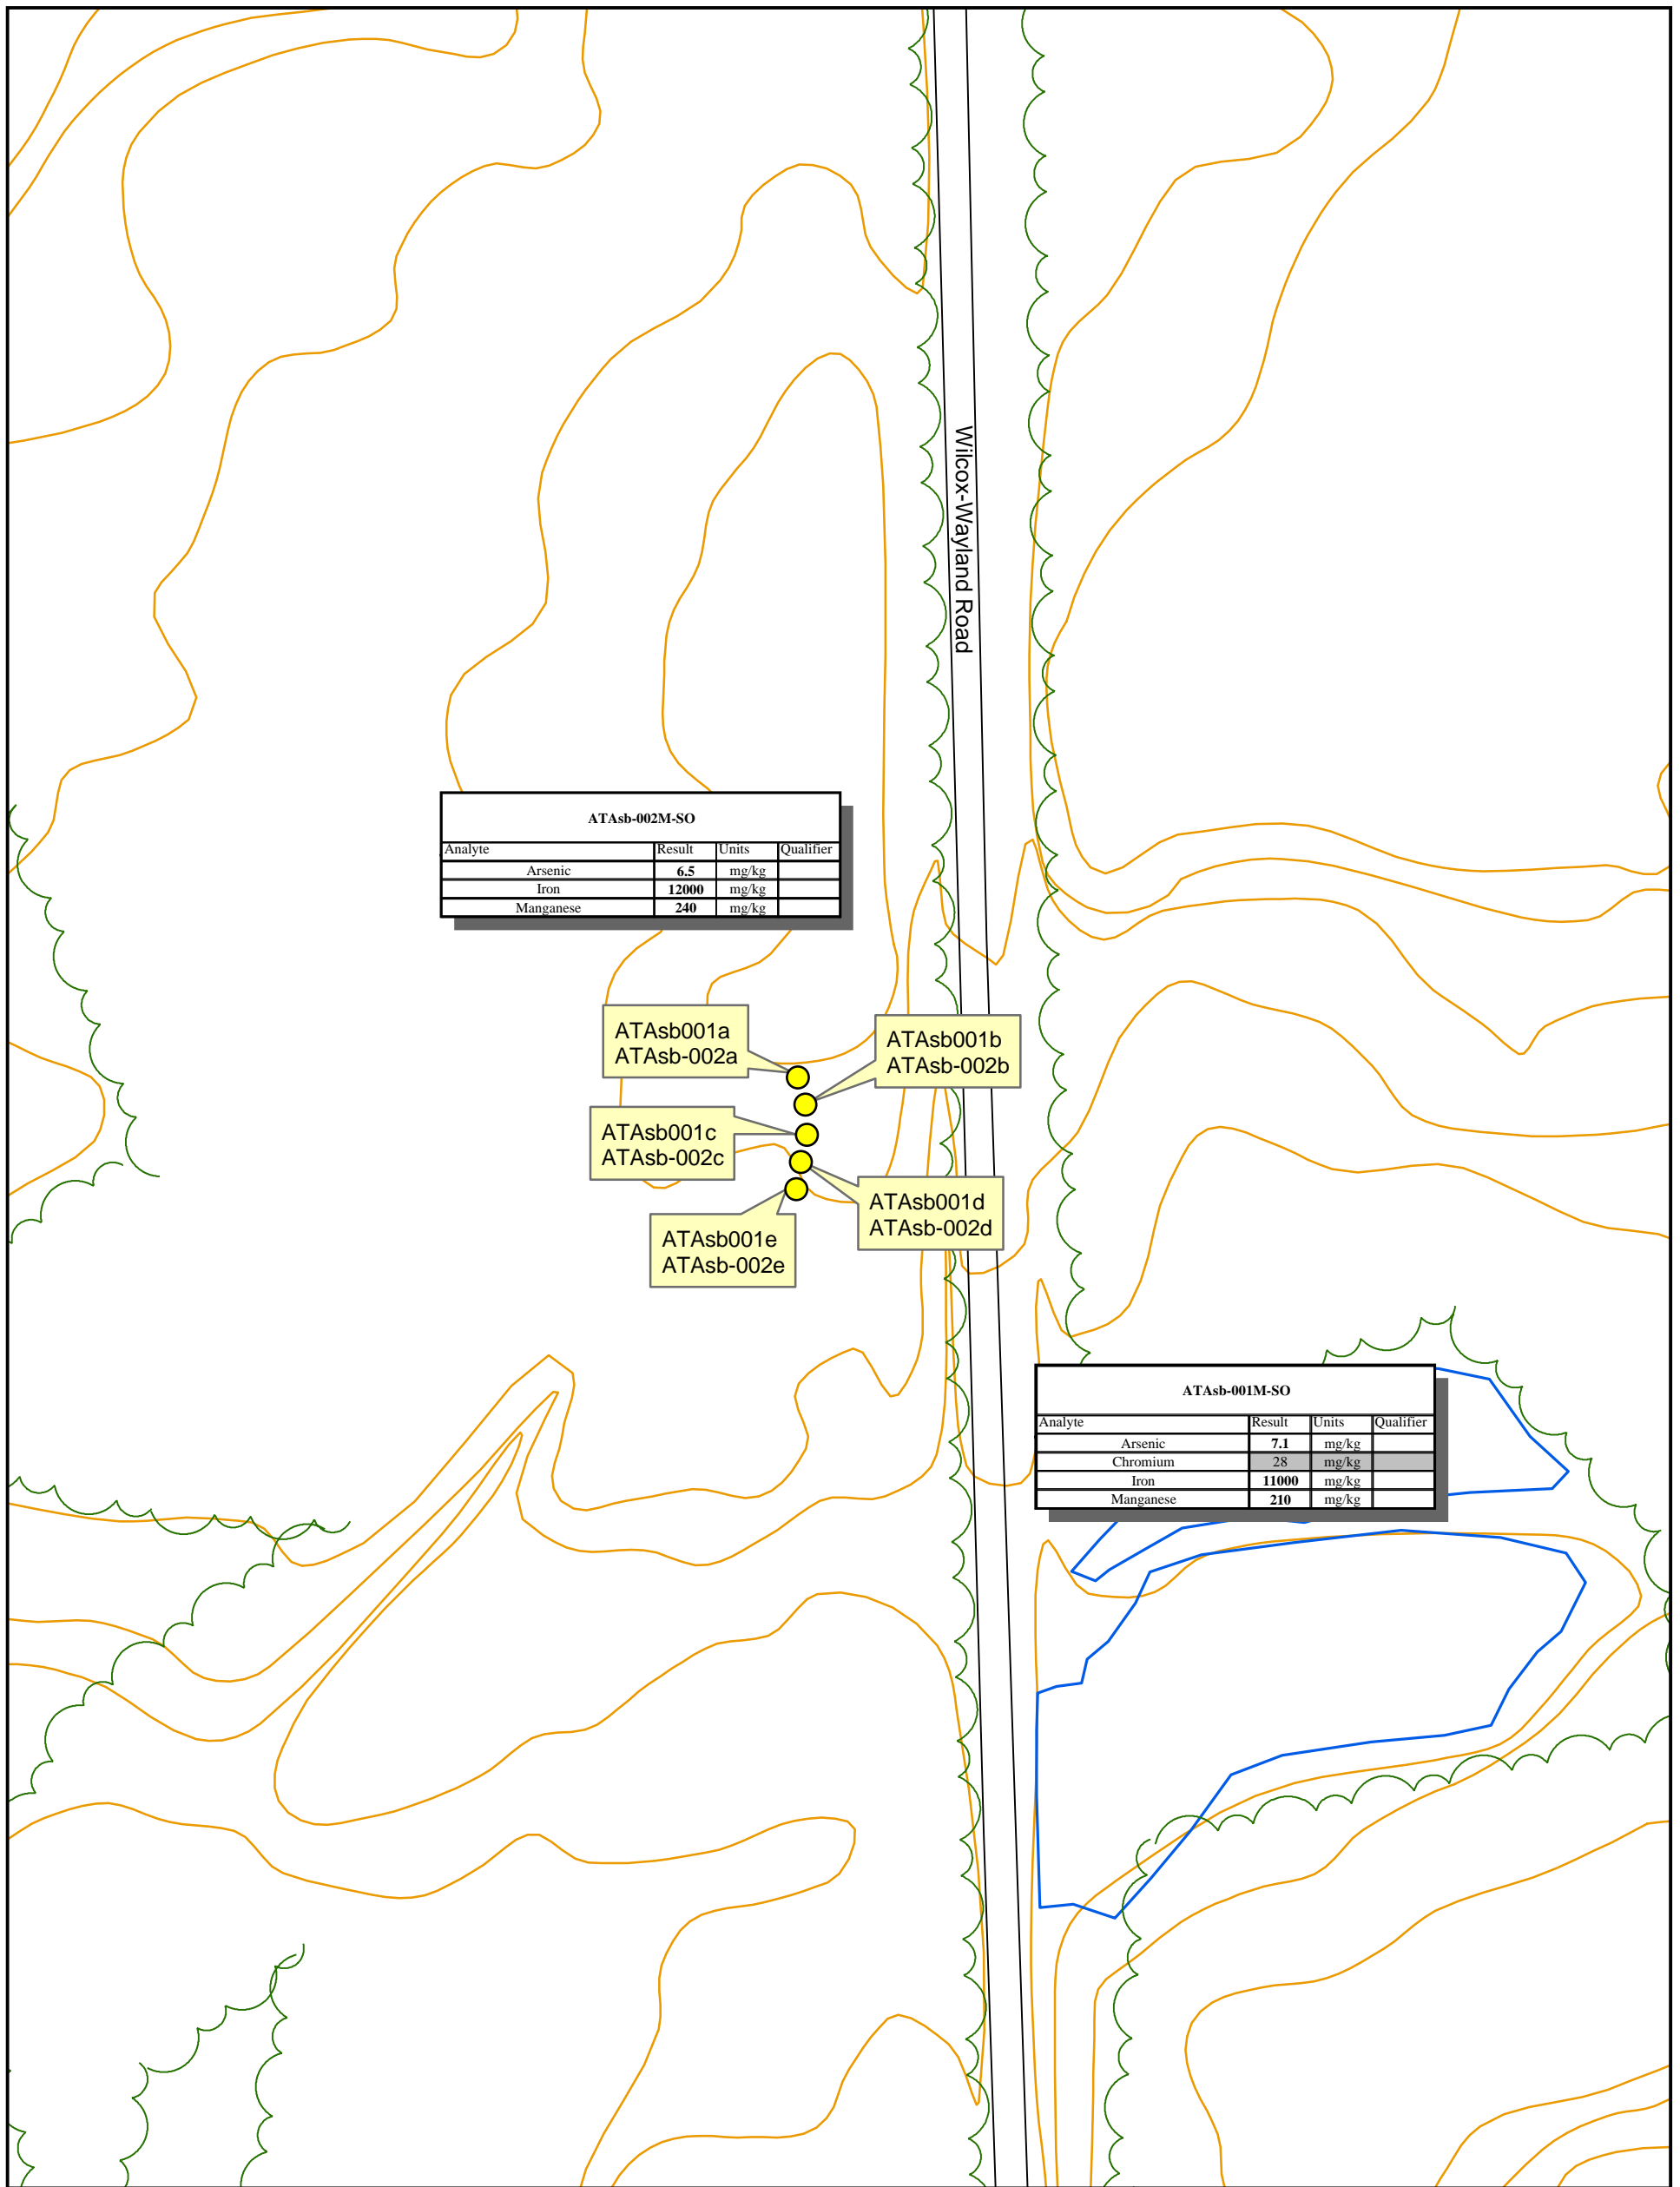 Wilcox-Wayland Road
ATAsb-002M-SO
Analyte Result Units Qualifier
Arsenic 6.5 mg/kg
Iron 12000 mg/kg
Manganese 240 mg/kg
ATAsb001a
ATAsb-002a
ATAsb001b
ATAsb-002b
ATAsb001c
ATAsb-002c
ATAsb001d
ATAsb-002d
ATAsb001e
ATAsb-002e
ATAsb-001M-SO
Analyte Result Units Qualifier
Arsenic 7.1 mg/kg
Chromium 28 mg/kg
Iron 11000 mg/kg
Manganese 210 mg/kg